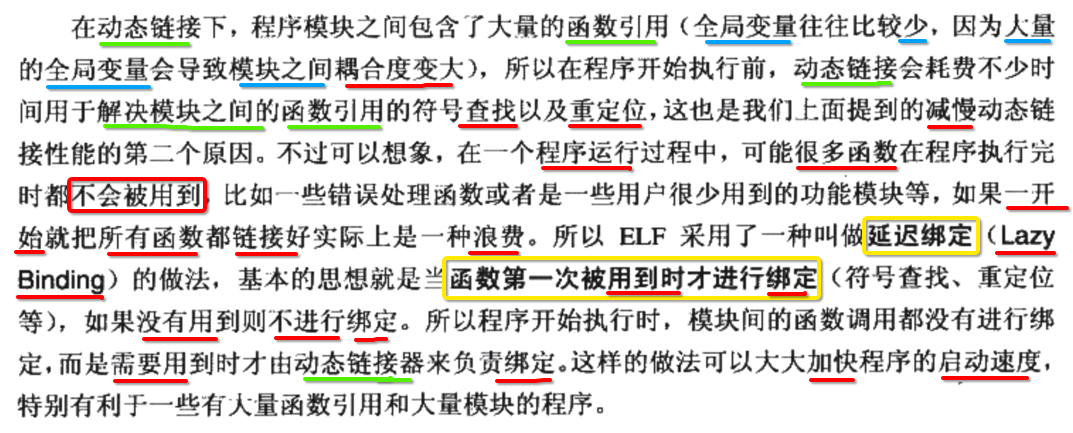 在动态链接下，程序模块之间包含了大量的函数引用（全局变量往往比较少，因为大量
的全局变量会导致模块之间耦合度变大），所以在程序开始执行前，动态链接会耗费不少时
间用于解决模块之间的函数引用的符号查找以及重定位，这也是我们上面提到的减慢动态链
接性能的第二个原因。不过可以想象，在一个程序运行过程中，可能很多函数在程序执行完
时都不会被用到，比如一些错误处理函数或者是一些用户很少用到的功能模块等，如果一开
始就把所有函数都链接好实际上是一种浪费。所以 ELF 采用了一种叫做延迟绑定（Lazy
Binding）的做法，基本的思想就是当函数第一次被用到时才进行绑定（符号查找、重定位
等），如果没有用到则不进行绑定。所以程序开始执行时，模块间的函数调用都没有进行绑
定，而是需要用到时才由动态链接器来负责绑定。这样的做法可以大大加快程序的启动速度，
特别有利于一些有大量函数引用和大量模块的程序。